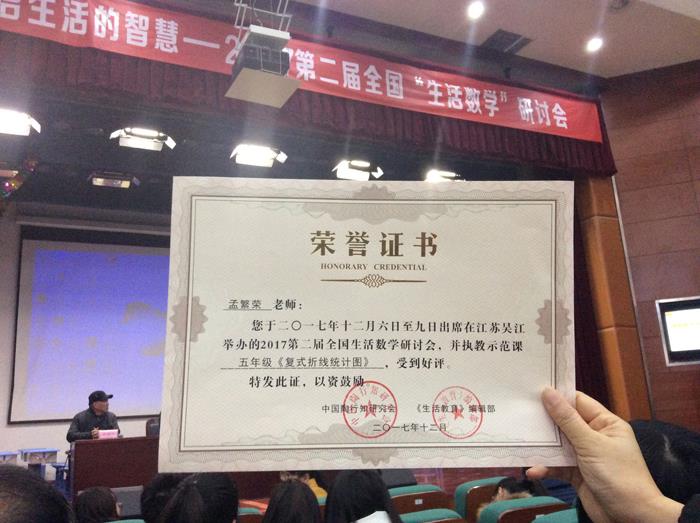 生活的智慧—2017第二届全国“生活数学”研讨会
荣誉证书
HONORARY CREDENTIAL
孟繁荣 老师:
您于二〇一七年十二月六日至九日出席在江苏吴江
举办的2017第二届全国生活数学研讨会,并执教示范课
五年级《复式折线统计图》 ,受到好评。
特发此证,以资鼓励
中国陶行知研究会 《生活教育》编辑部
二〇一七年十二月